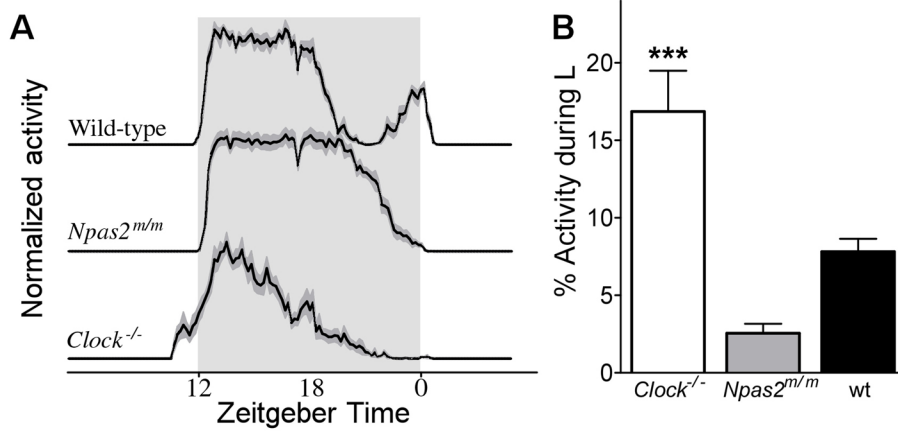 A
Normalized activity
Wild-type
Npas2m/m
Clock-/-
12 18 0
Zeitgeber Time
B
% Activity during L
20
15
10
5
0
***
Clock-/- Npas2m/m wt